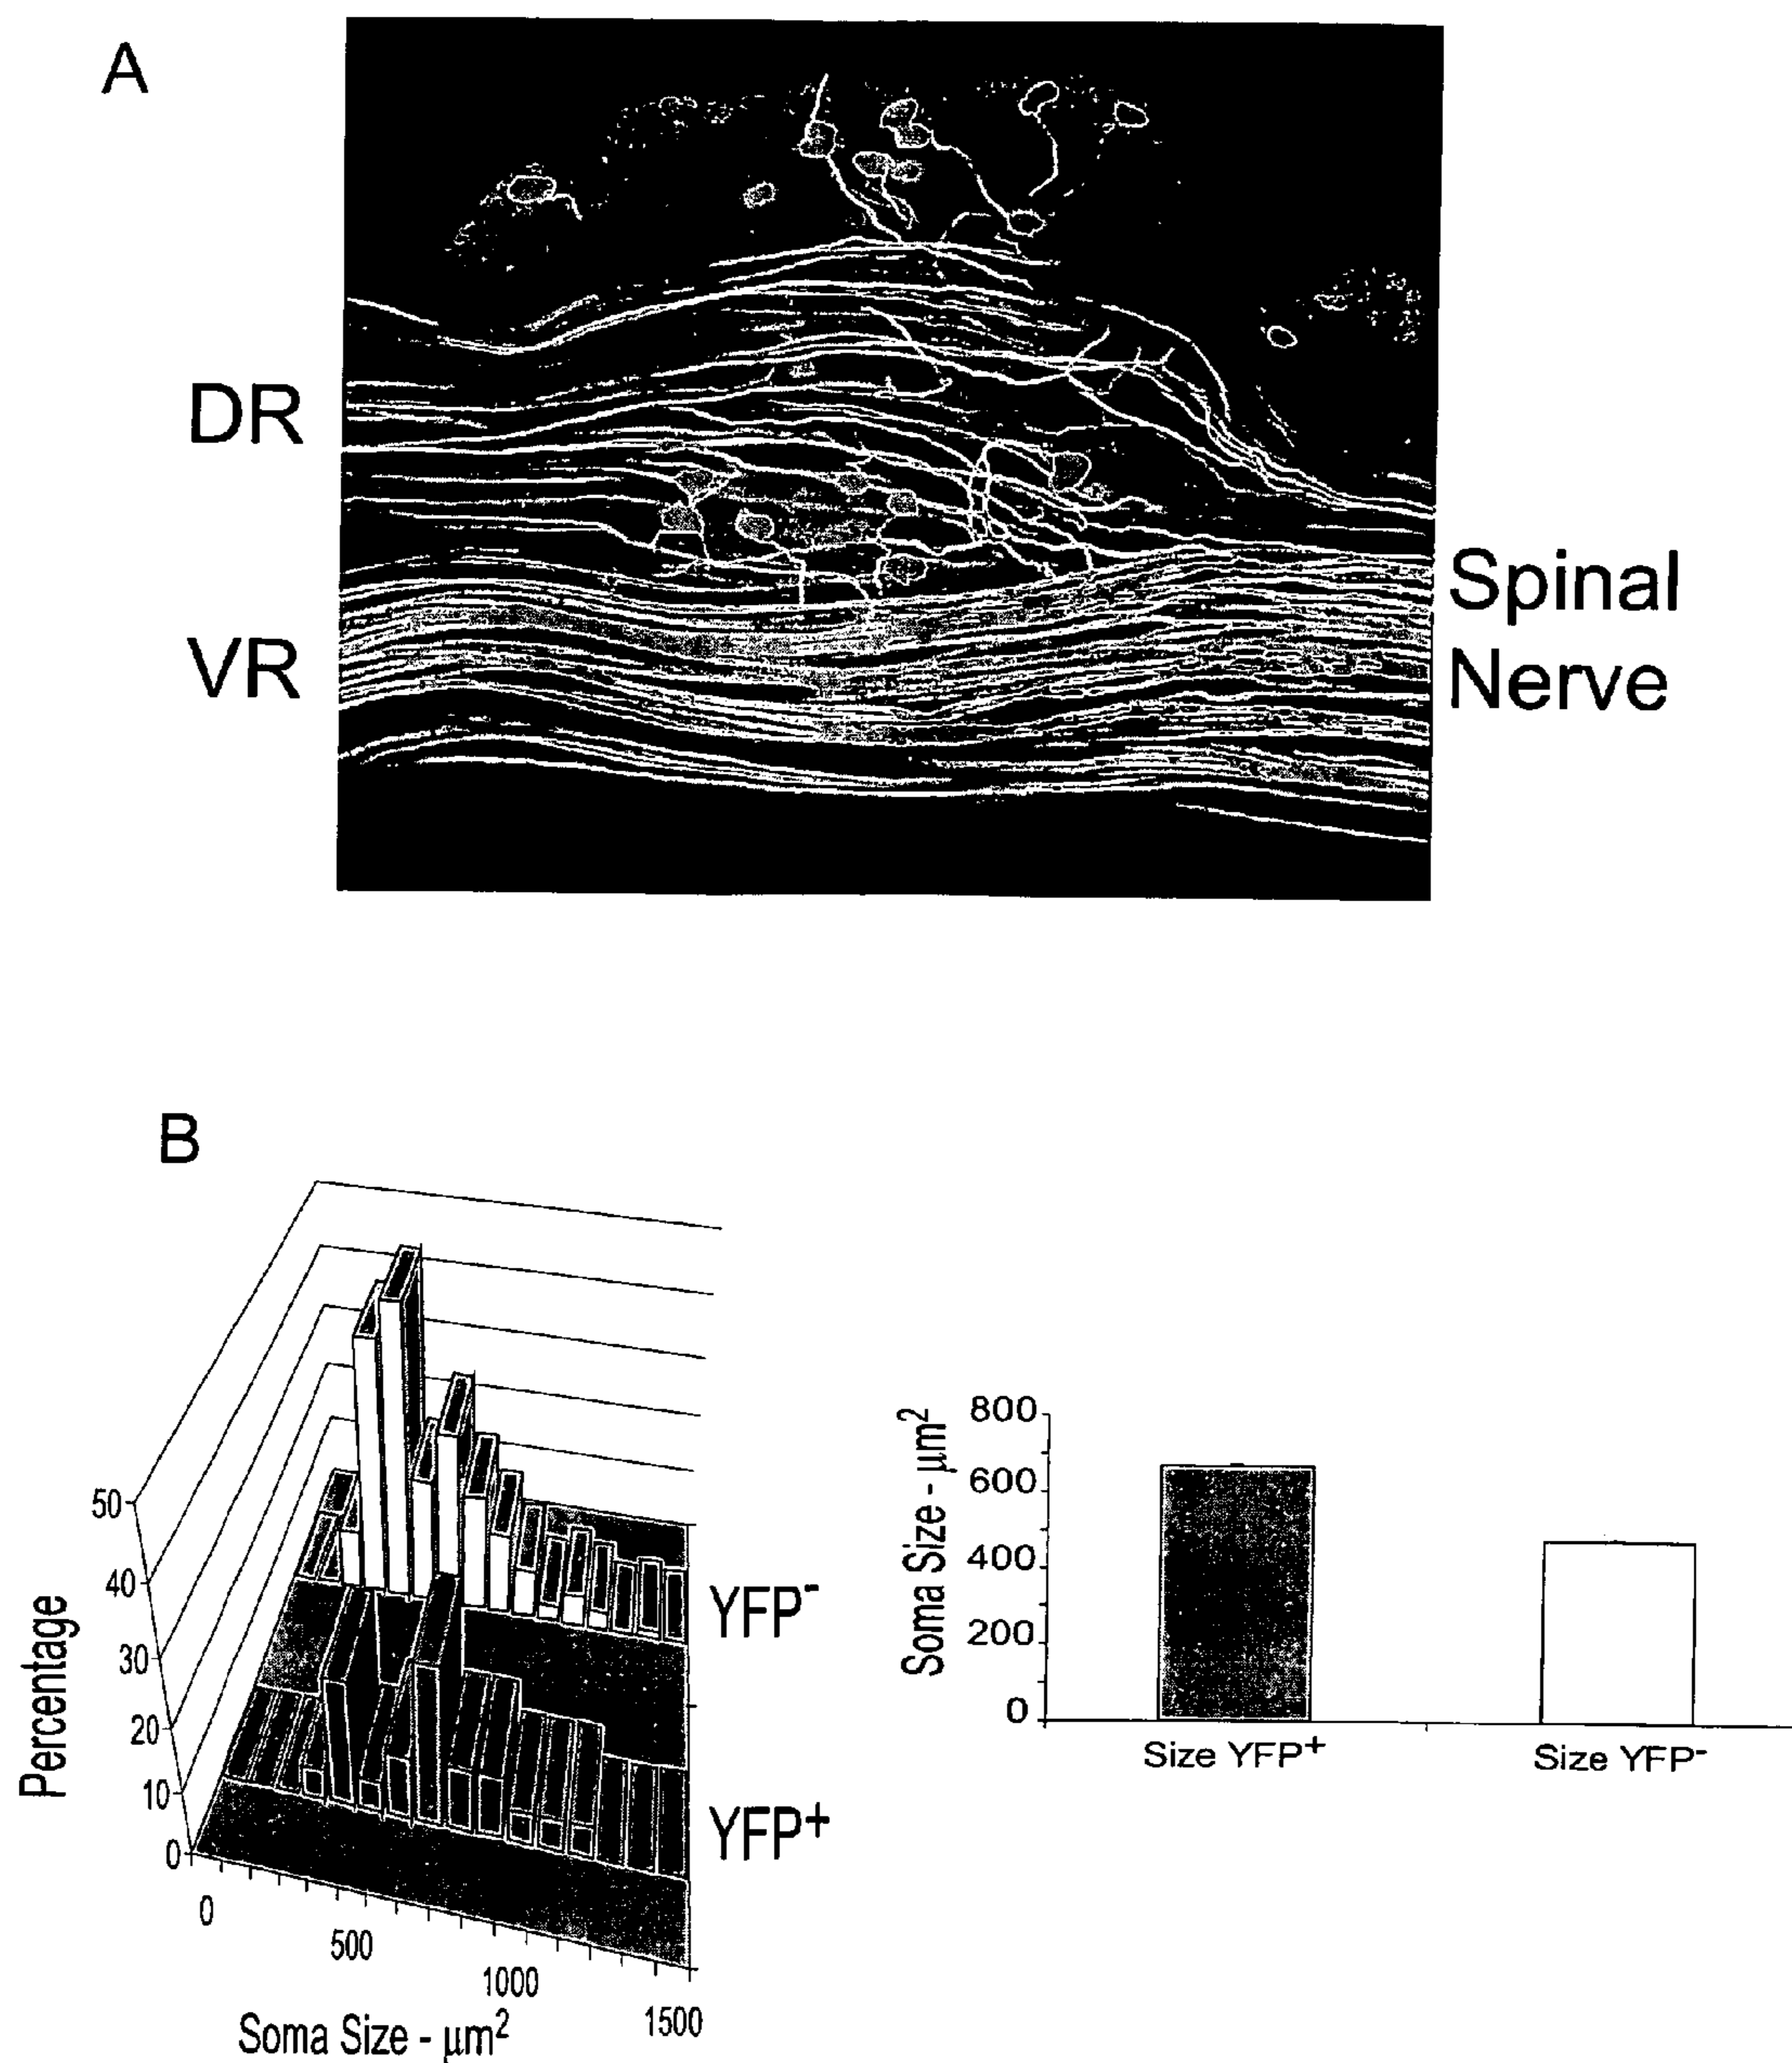 A
DR
VR
Spinal
Nerve
B
Percentage
50
40
30
20
10
0
0
500
1000
1500
Soma Size - μm²
YFP⁻
YFP⁺
Soma Size - μm²
800
600
400
200
0
Size YFP⁺
Size YFP⁻